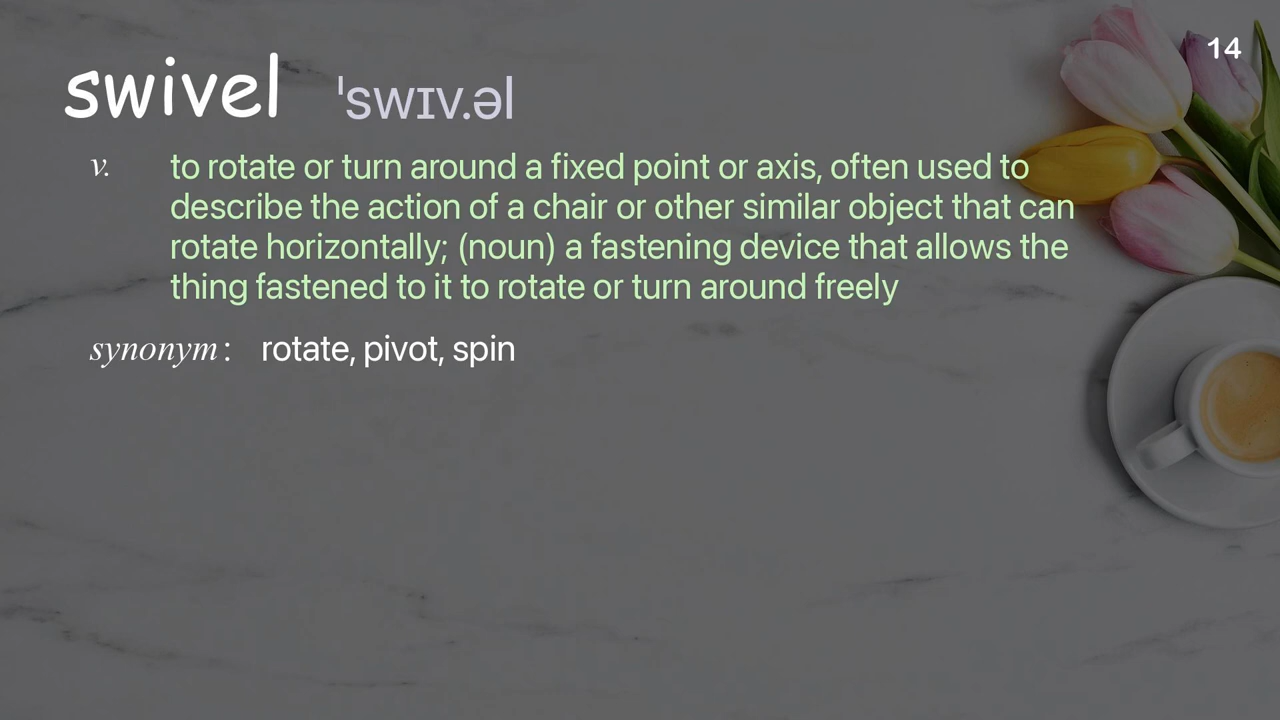 14
swivel ˈswɪv.əl
v. to rotate or turn around a fixed point or axis, often used to
describe the action of a chair or other similar object that can
rotate horizontally; (noun) a fastening device that allows the
thing fastened to it to rotate or turn around freely
synonym: rotate, pivot, spin